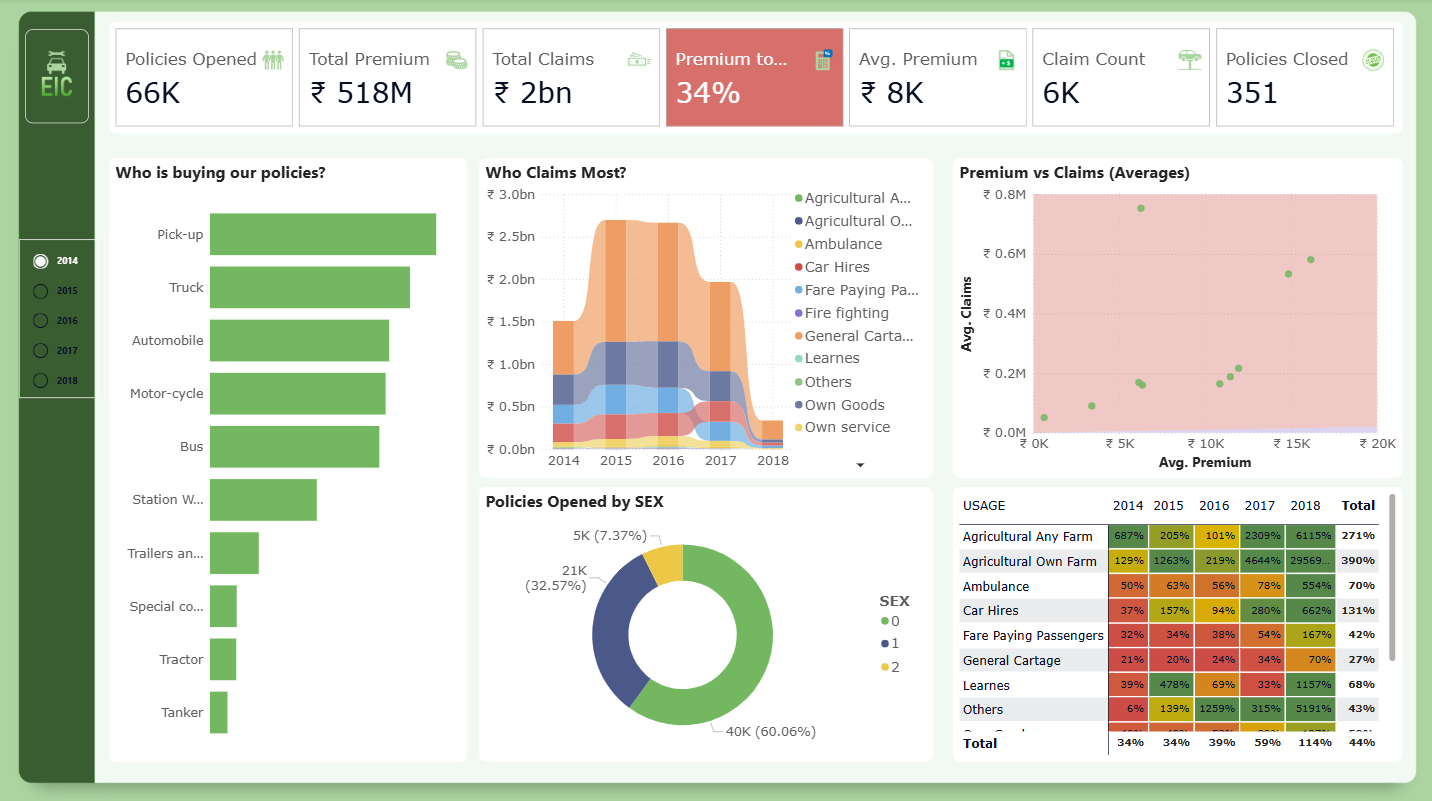 EIC
Policies Opened
66K
Total Premium
₹ 518M
Total Claims
₹ 2bn
Premium to...
34%
Avg. Premium
₹ 8K
Claim Count
6K
Policies Closed
351
2014
2015
2016
2017
2018
Who is buying our policies?
Pick-up
Truck
Automobile
Motor-cycle
Bus
Station W...
Trailers an...
Special co...
Tractor
Tanker
Who Claims Most?
₹ 3.0bn
₹ 2.5bn
₹ 2.0bn
₹ 1.5bn
₹ 1.0bn
₹ 0.5bn
₹ 0.0bn
2014 2015 2016 2017 2018
Agricultural A...
Agricultural O...
Ambulance
Car Hires
Fare Paying Pa...
Fire fighting
General Carta...
Learnes
Others
Own Goods
Own service
Premium vs Claims (Averages)
Avg. Claims
₹ 0.8M
₹ 0.6M
₹ 0.4M
₹ 0.2M
₹ 0.0M
₹ 0K ₹ 5K ₹ 10K ₹ 15K ₹ 20K
Avg. Premium
Policies Opened by SEX
5K (7.37%)
21K
(32.57%)
40K (60.06%)
SEX
0
1
2
USAGE 2014 2015 2016 2017 2018 Total
Agricultural Any Farm 687% 205% 101% 2309% 6115% 271%
Agricultural Own Farm 129% 1263% 219% 4644% 29569... 390%
Ambulance 50% 63% 56% 78% 554% 70%
Car Hires 37% 157% 94% 280% 662% 131%
Fare Paying Passengers 32% 34% 38% 54% 167% 42%
General Cartage 21% 20% 24% 34% 70% 27%
Learnes 39% 478% 69% 33% 1157% 68%
Others 6% 139% 1259% 315% 5191% 43%
Total 34% 34% 39% 59% 114% 44%